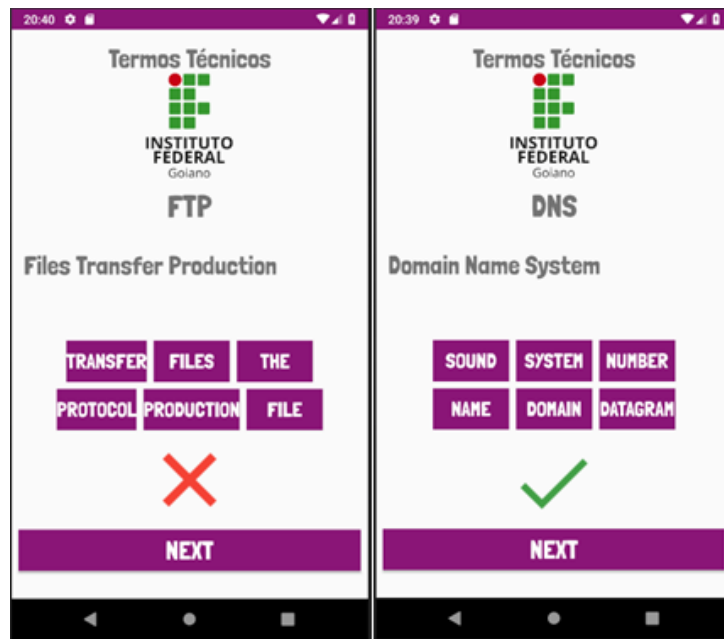 20:40
Termos Técnicos
INSTITUTO
FEDERAL
Goiano
FTP
Files Transfer Production
TRANSFER FILES THE
PROTOCOL PRODUCTION FILE
NEXT
20:39
Termos Técnicos
INSTITUTO
FEDERAL
Goiano
DNS
Domain Name System
SOUND SYSTEM NUMBER
NAME DOMAIN DATAGRAM
NEXT